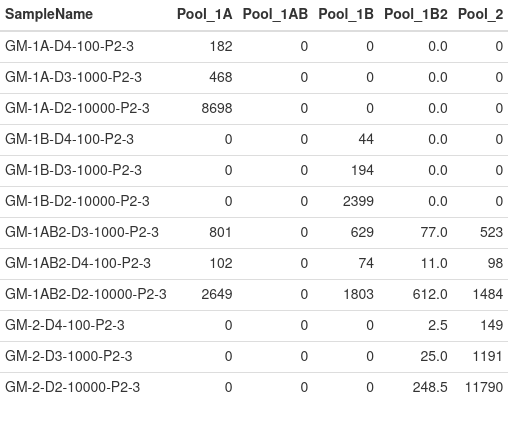 SampleName Pool_1A Pool_1AB Pool_1B Pool_1B2 Pool_2
GM-1A-D4-100-P2-3 182 0 0 0.0 0
GM-1A-D3-1000-P2-3 468 0 0 0.0 0
GM-1A-D2-10000-P2-3 8698 0 0 0.0 0
GM-1B-D4-100-P2-3 0 0 44 0.0 0
GM-1B-D3-1000-P2-3 0 0 194 0.0 0
GM-1B-D2-10000-P2-3 0 0 2399 0.0 0
GM-1AB2-D3-1000-P2-3 801 0 629 77.0 523
GM-1AB2-D4-100-P2-3 102 0 74 11.0 98
GM-1AB2-D2-10000-P2-3 2649 0 1803 612.0 1484
GM-2-D4-100-P2-3 0 0 0 2.5 149
GM-2-D3-1000-P2-3 0 0 0 25.0 1191
GM-2-D2-10000-P2-3 0 0 0 248.5 11790